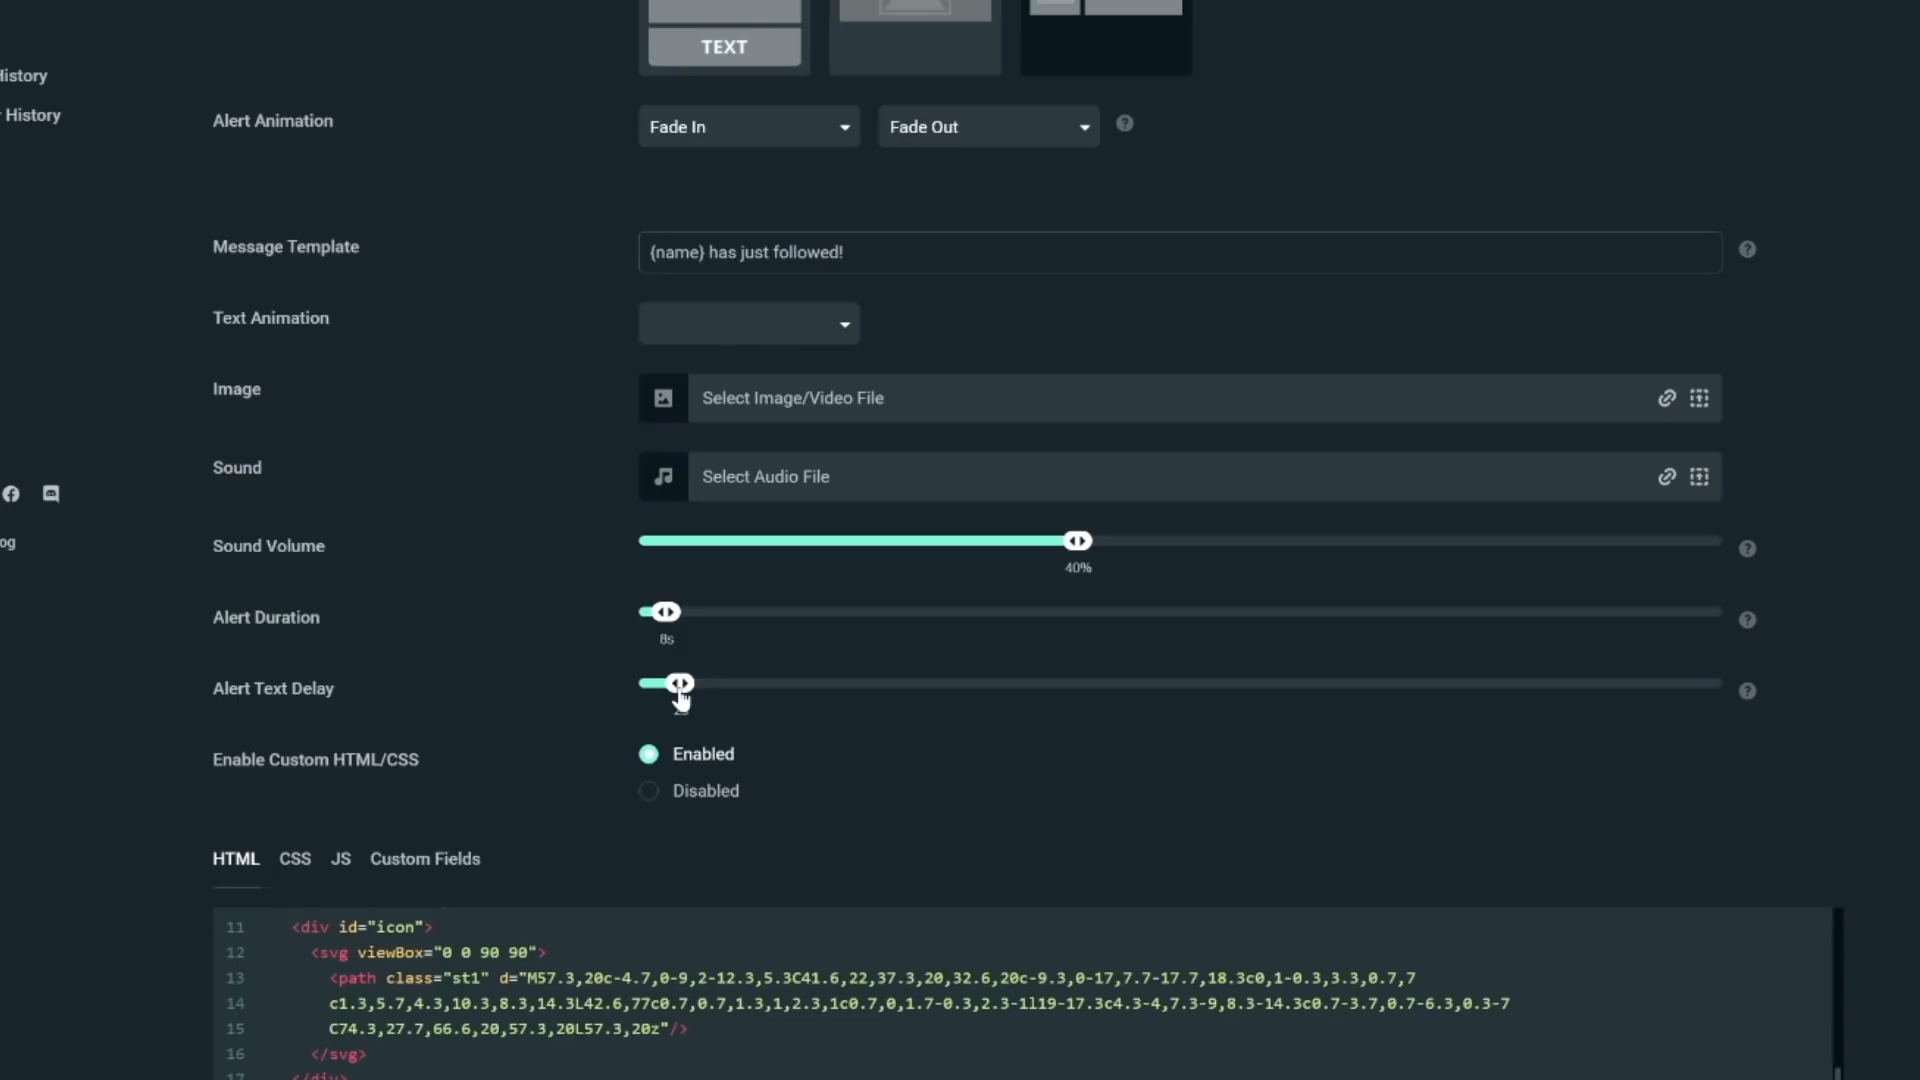 TEXT
History
History
Alert Animation
Fade In
Fade Out
Message Template
{name} has just followed!
Text Animation
Image
Select Image/Video File
Sound
Select Audio File
Sound Volume
40%
Alert Duration
8s
Alert Text Delay
Enable Custom HTML/CSS
Enabled
Disabled
HTML CSS JS Custom Fields
11 <div id="icon">
12 <svg viewBox="0 0 90 90">
13 <path class="st1" d="M57.3,20c-4.7,0-9,2-12.3,5.3C41.6,22,37.3,20,32.6,20c-9.3,0-17,7.7-17.7,18.3c0,1-0.3,3.3,0.7,7
14 c1.3,5.7,4.3,10.3,8.3,14.3L42.6,77c0.7,0.7,1.3,1,2.3,1c0.7,0,1.7-0.3,2.3-1l19-17.3c4.3-4,7.3-9,8.3-14.3c0.7-3.7,0.7-6.3,0.3-7
15 C74.3,27.7,66.6,20,57.3,20L57.3,20z"/>
16 </svg>
17 </div>